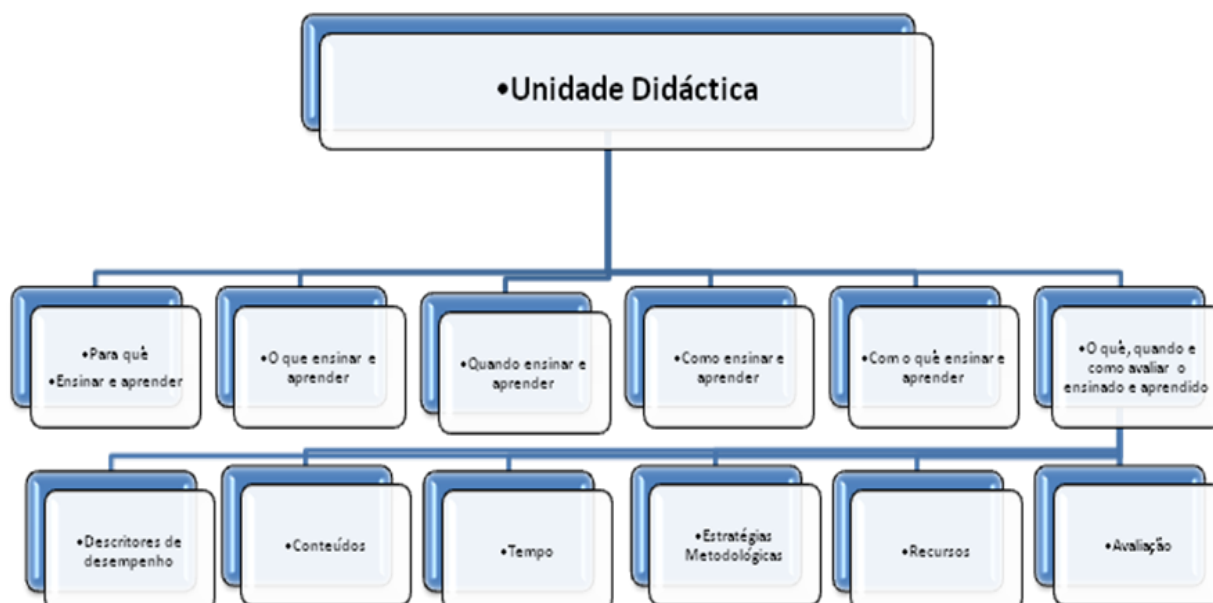 •Unidade Didáctica
•Para què
•Ensinar e aprender
•O que ensinar e
aprender
•Quando ensinar e
aprender
•Como ensinar e
aprender
•Com o què ensinar e
aprender
•O què, quando e
como avaliar o
ensinado e aprendido
•Descritores de
desempenho
•Conteúdos
•Tempo
•Estratégias
Metodológicas
•Recursos
•Avaliação